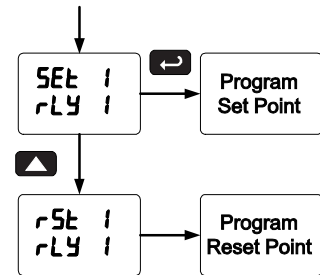 SEt 1
rLY 1
Program
Set Point
rSt 1
rLY 1
Program
Reset Point